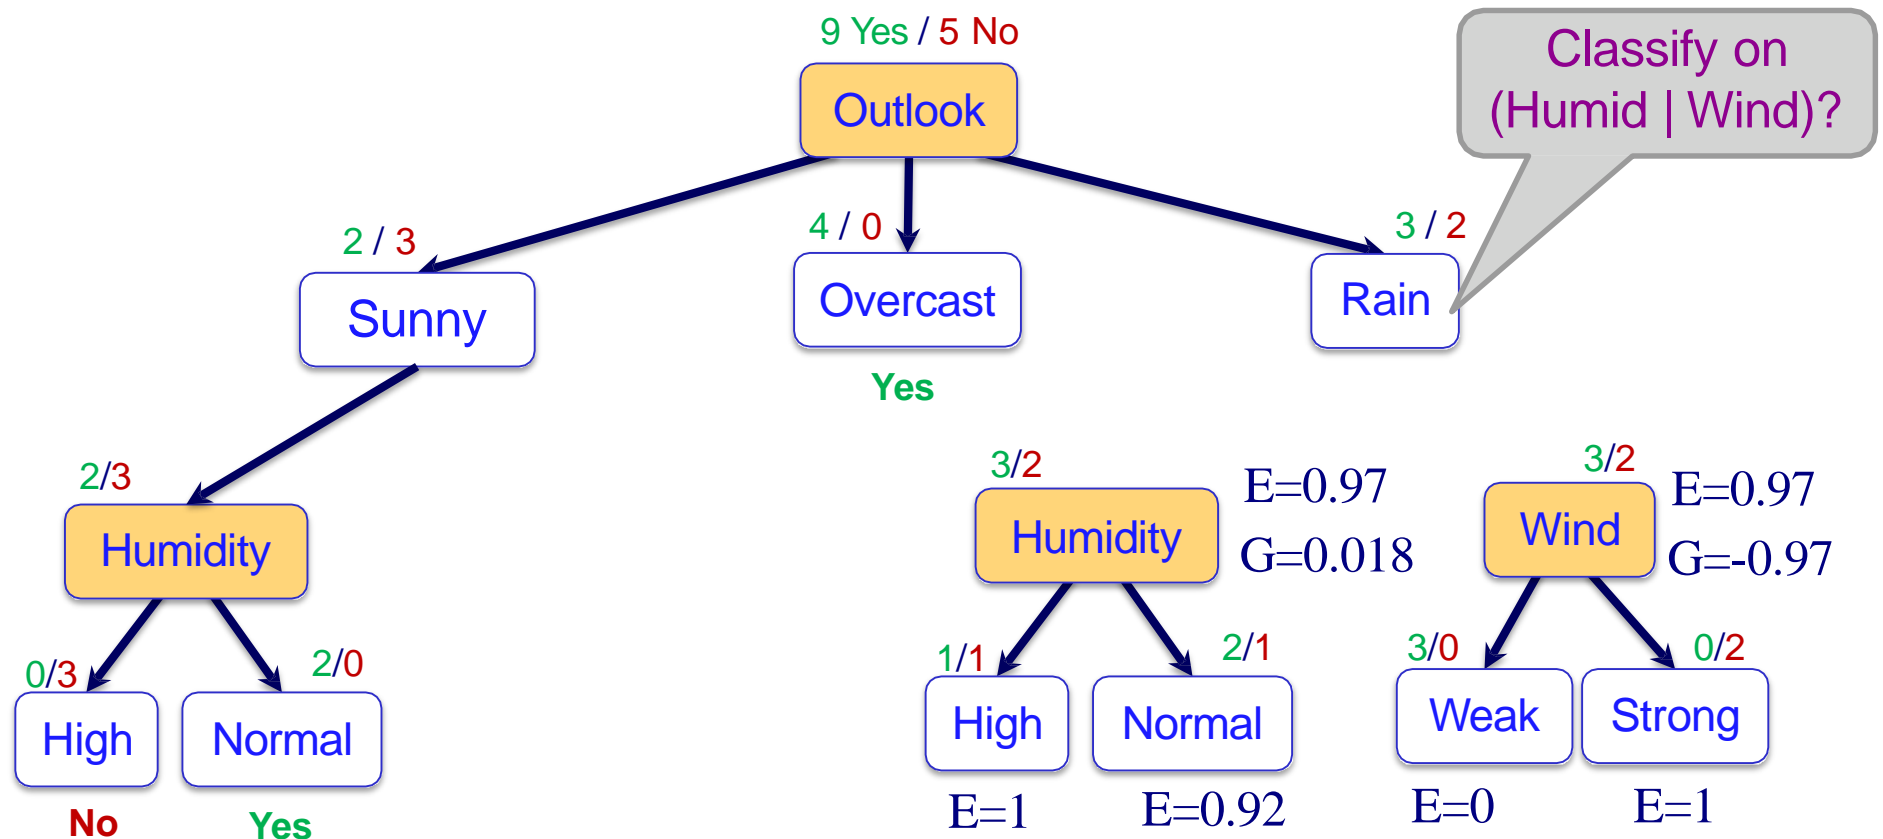 9 Yes / 5 No
Outlook
Classify on
(Humid | Wind)?
2 / 3
4 / 0
3 / 2
Sunny
Overcast
Rain
Yes
2/3
Humidity
0/3
2/0
High
Normal
No
Yes
3/2
Humidity
E=0.97
G=0.018
1/1
2/1
High
Normal
E=1
E=0.92
3/2
Wind
E=0.97
G=-0.97
3/0
0/2
Weak
Strong
E=0
E=1